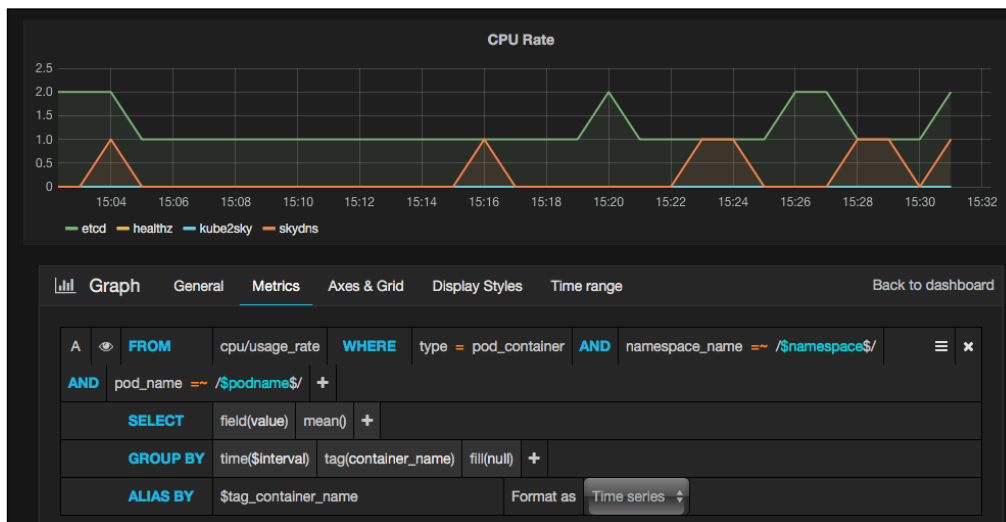 CPU Rate
2.5
2.0
1.5
1.0
0.5
0
15:04 15:06 15:08 15:10 15:12 15:14 15:16 15:18 15:20 15:22 15:24 15:26 15:28 15:30 15:32
etcd healthz kube2sky skydns
Graph General Metrics Axes & Grid Display Styles Time range Back to dashboard
A FROM cpu/usage_rate WHERE type = pod_container AND namespace_name =~ /$namespace$/
AND pod_name =~ /$podname$/ +
SELECT field(value) mean() +
GROUP BY time($interval) tag(container_name) fill(null) +
ALIAS BY $tag_container_name Format as Time series